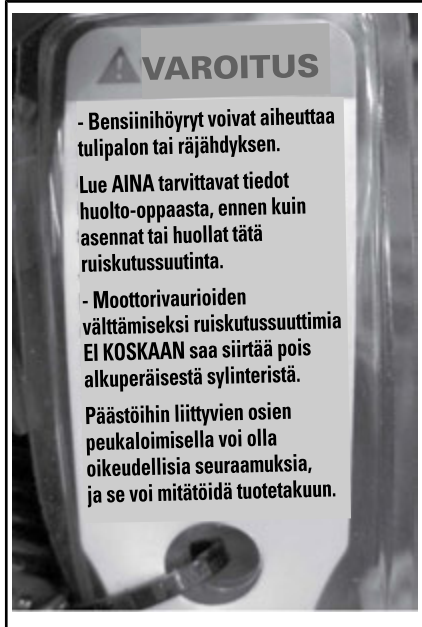 VAROITUS
- Bensiinihöyryt voivat aiheuttaa
tulipalon tai räjähdyksen.
Lue AINA tarvittavat tiedot
huolto-oppaasta, ennen kuin
asennat tai huollat tätä
ruiskutussuutinta.
- Moottorivaurioiden
välttämiseksi ruiskutussuuttimia
EI KOSKAAN saa siirtää pois
alkuperäisestä sylinteristä.
Päästöihin liittyvien osien
peukaloimisella voi olla
oikeudellisia seuraamuksia,
ja se voi mitätöidä tuotetakuun.